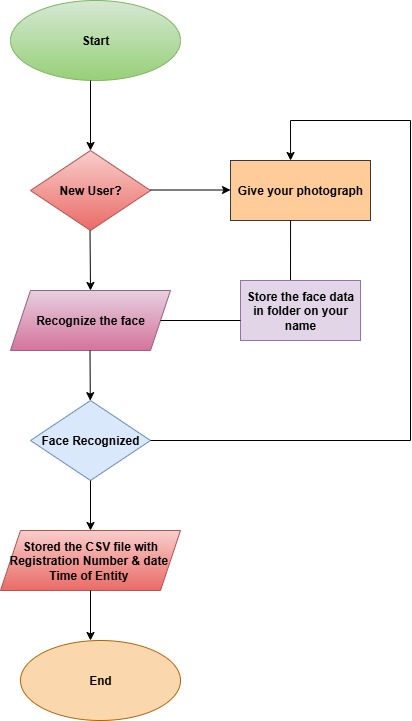 Start
New User?
Give your photograph
Store the face data
in folder on your
name
Recognize the face
Face Recognized
Stored the CSV file with
Registration Number & date
Time of Entity
End